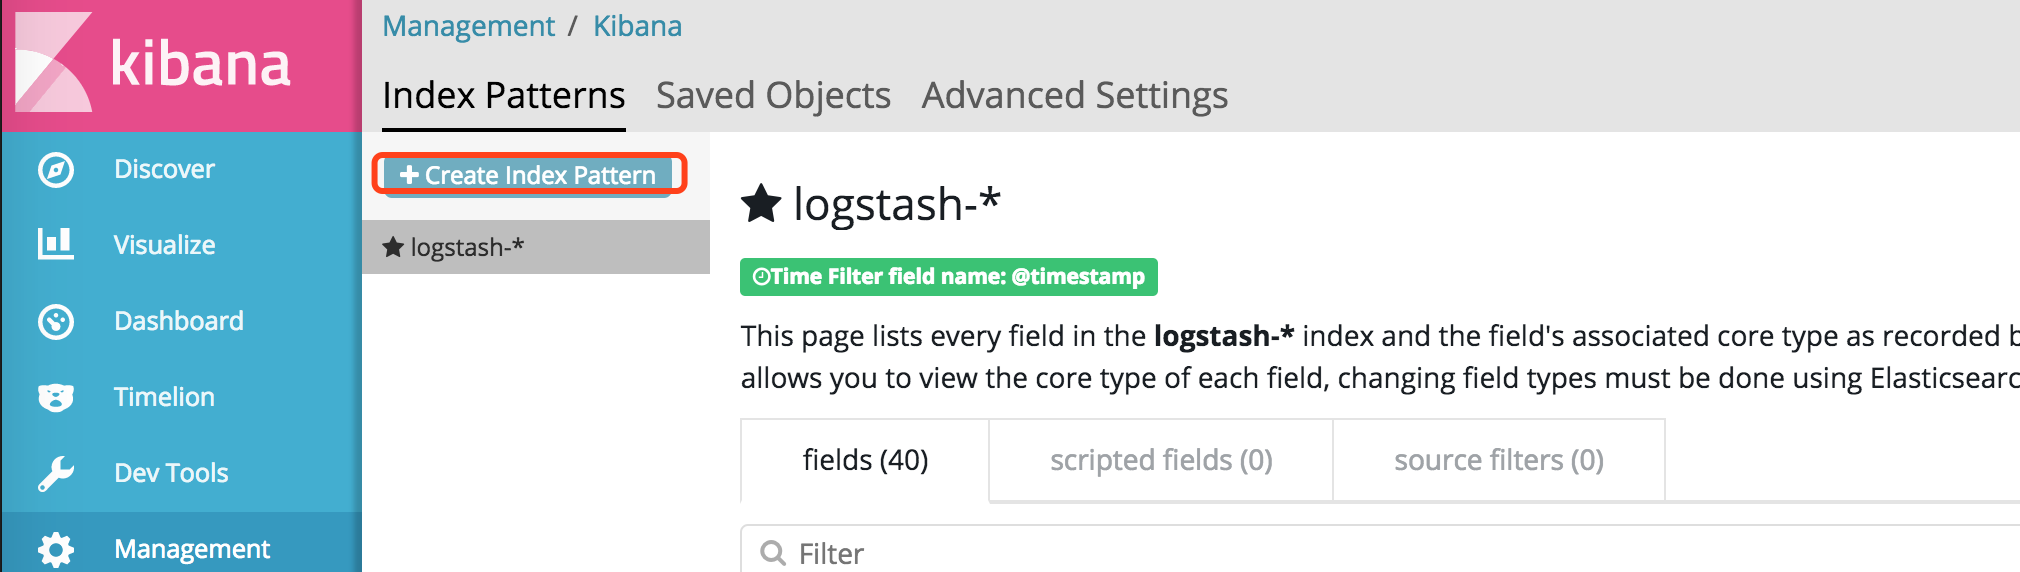 kibana
Discover
Visualize
Dashboard
Timelion
Dev Tools
Management
Management / Kibana
Index Patterns Saved Objects Advanced Settings
Create Index Pattern
logstash-*
logstash-*
Time Filter field name: @timestamp
This page lists every field in the logstash-* index and the field's associated core type as recorded
allows you to view the core type of each field, changing field types must be done using
fields (40) scripted fields (0) source filters (0)
Filter